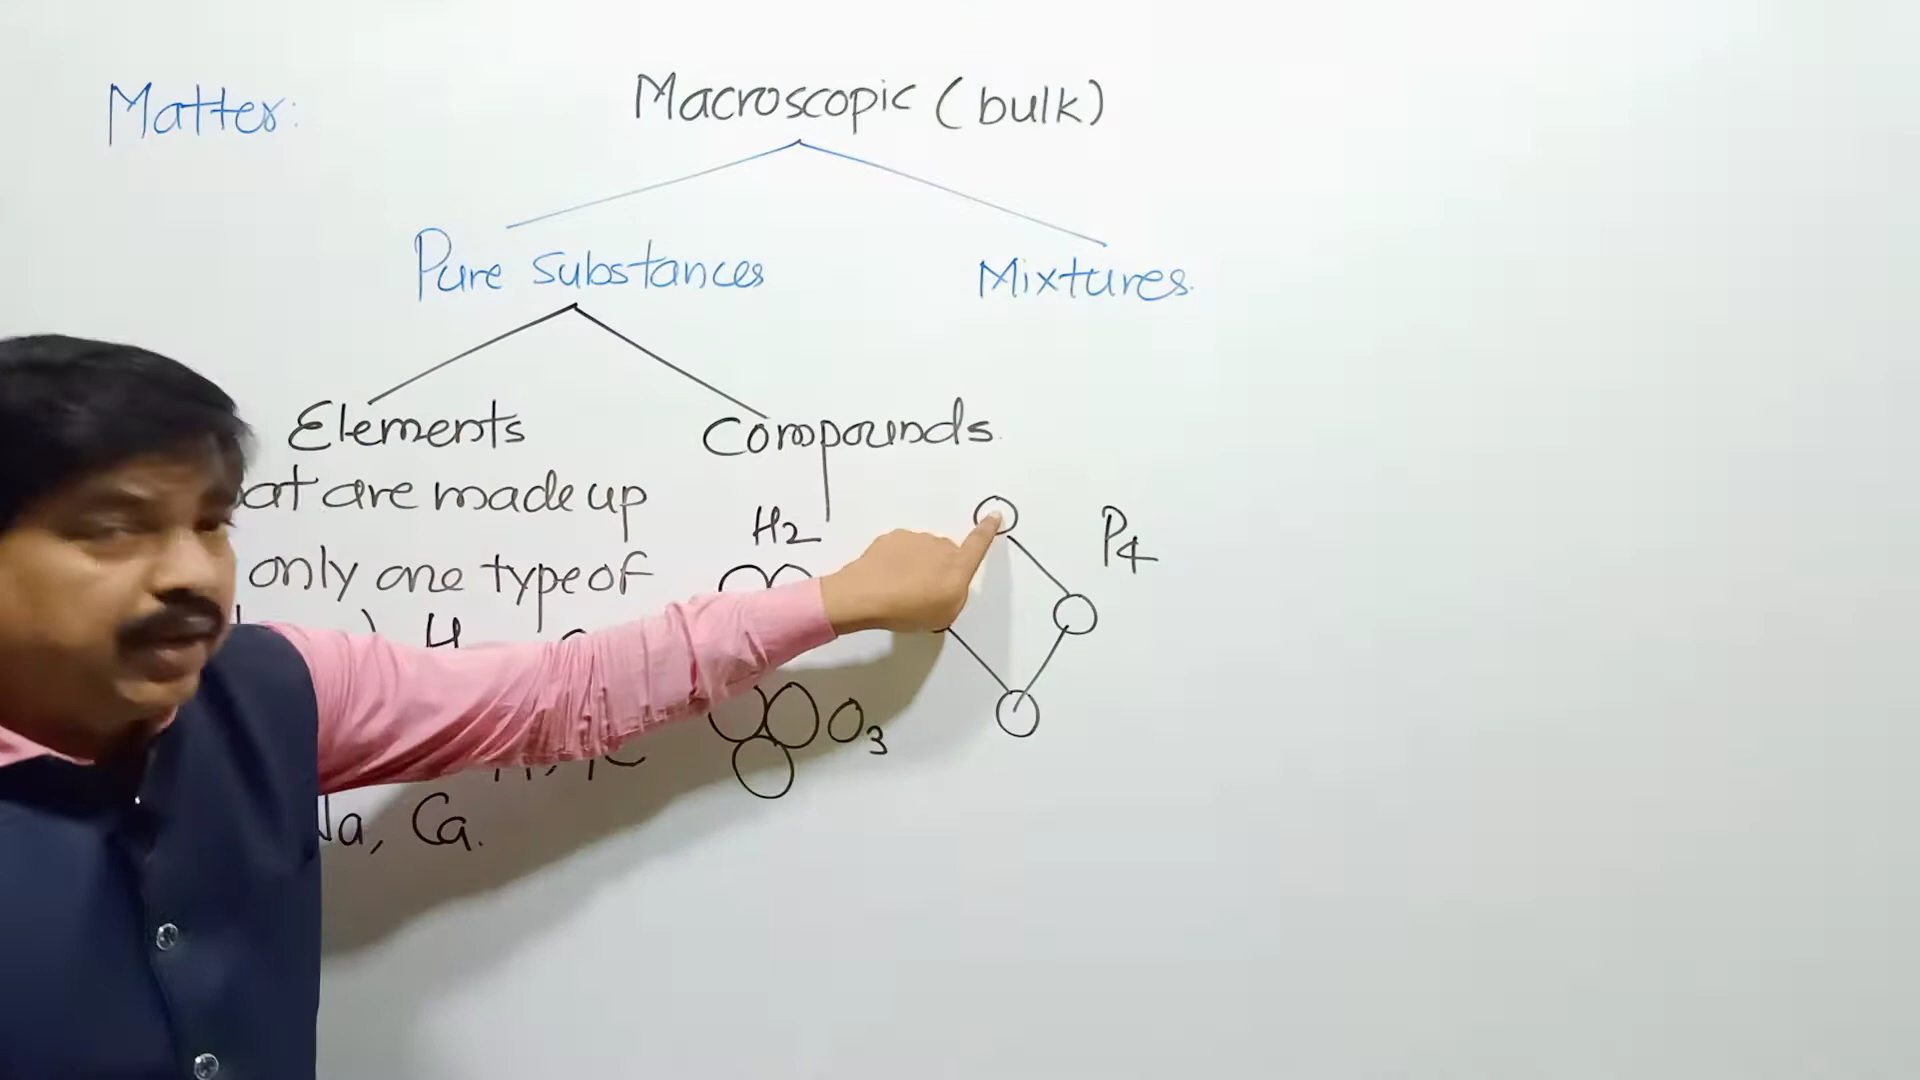 Matter:
Macroscopic (bulk)
Pure substances
Mixtures.
Elements
Compounds.
are made up
only one type of
H2
P4
O3
Ca.